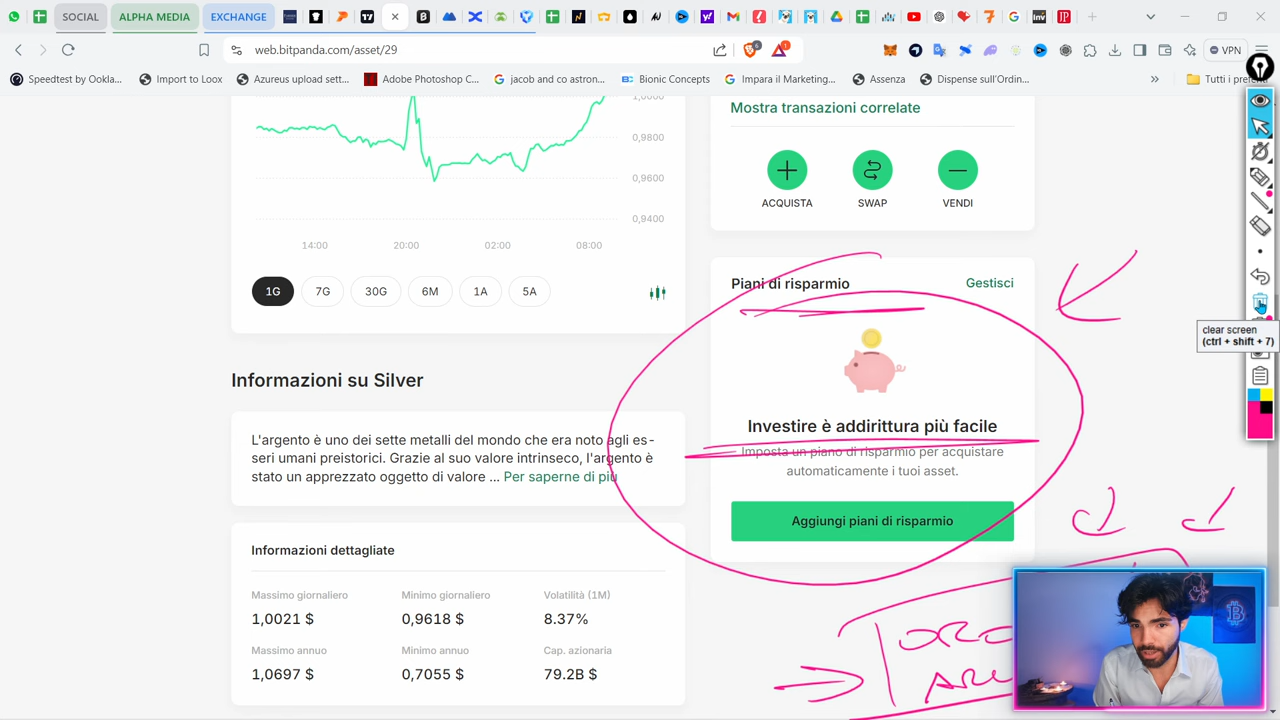 SOCIAL
ALPHA MEDIA
EXCHANGE
web.bitpanda.com/asset/29
VPN
Speedtest by Ookla...
Import to Loox
Azureus upload sett...
Adobe Photoshop C...
jacob and co astron...
Bionic Concepts
Impara il Marketing...
Assenza
Dispense sull'Ordin...
»
Tutti i prefe
1,0000
0,9800
0,9600
0,9400
14:00
20:00
02:00
08:00
1G
7G
30G
6M
1A
5A
Mostra transazioni correlate
ACQUISTA
SWAP
VENDI
Piani di risparmio
Gestisci
Investire è addirittura più facile
Imposta un piano di risparmio per acquistare
automaticamente i tuoi asset.
Aggiungi piani di risparmio
clear screen
(ctrl + shift + 7)
Informazioni su Silver
L'argento è uno dei sette metalli del mondo che era noto agli es-
seri umani preistorici. Grazie al suo valore intrinseco, l'argento è
stato un apprezzato oggetto di valore ... Per saperne di più
Informazioni dettagliate
Massimo giornaliero
Minimo giornaliero
Volatilità (1M)
1,0021 $
0,9618 $
8.37%
Massimo annuo
Minimo annuo
Cap. azionaria
1,0697 $
0,7055 $
79.2B $
ORO